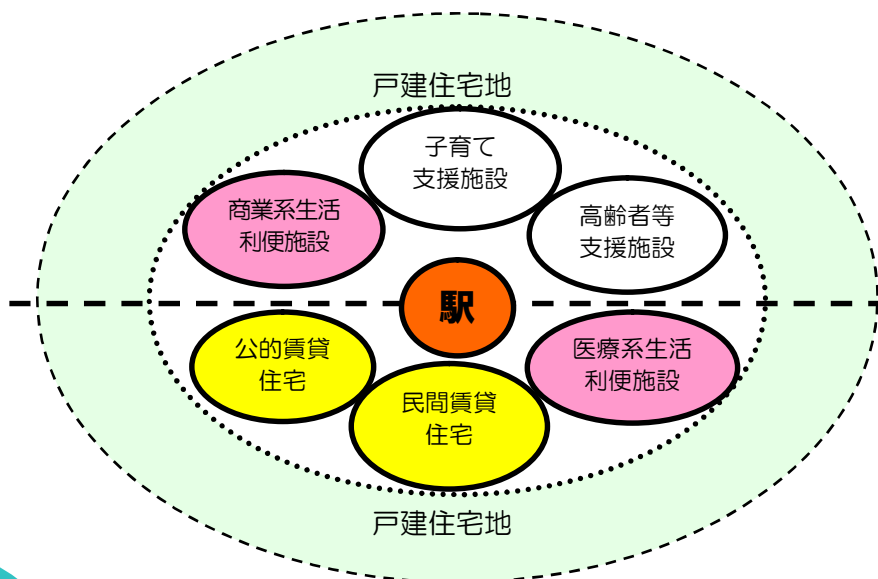 戸建住宅地
子育て
支援施設
商業系生活
利便施設
高齢者等
支援施設
駅
公的賃貸
住宅
医療系生活
利便施設
民間賃貸
住宅
戸建住宅地